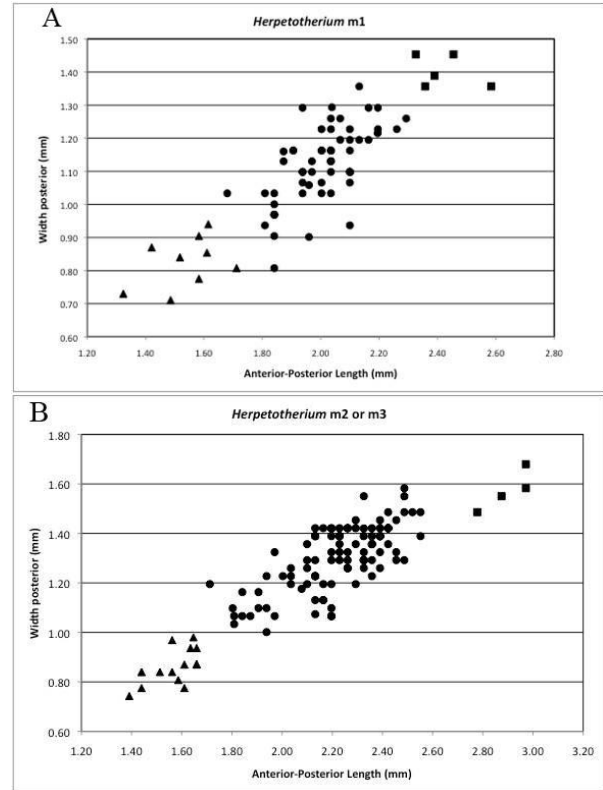 A
Herpetotherium m1
Width posterior (mm)
1.50
1.40
1.30
1.20
1.10
1.00
0.90
0.80
0.70
0.60
1.20 1.40 1.60 1.80 2.00 2.20 2.40 2.60 2.80
Anterior-Posterior Length (mm)
B
Herpetotherium m2 or m3
Width posterior (mm)
1.80
1.60
1.40
1.20
1.00
0.80
0.60
1.20 1.40 1.60 1.80 2.00 2.20 2.40 2.60 2.80 3.00 3.20
Anterior-Posterior Length (mm)